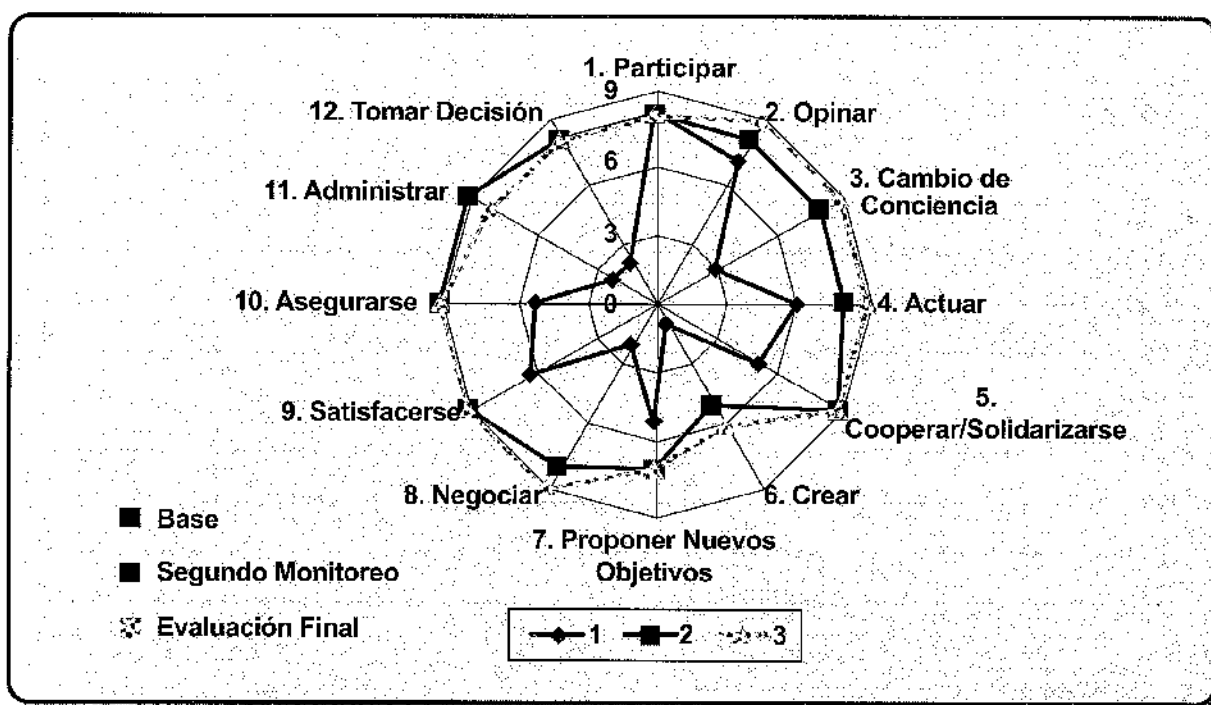 1. Participar
9
12. Tomar Decisión
2. Opinar
6
11. Administrar
3. Cambio de
Conciencia
3
10. Asegurarse
0
4. Actuar
9. Satisfacerse
5.
Cooperar/Solidarizarse
8. Negociar
6. Crear
7. Proponer Nuevos
Objetivos
Base
Segundo Monitoreo
Evaluación Final
1 2 3